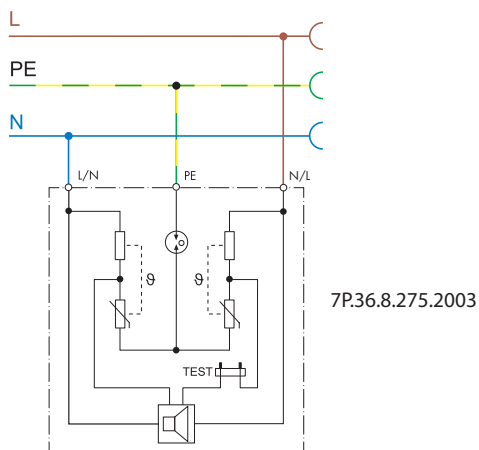 L
PE
N
L/N
PE
N/L
ϑ
ϑ
7P.36.8.275.2003
TEST